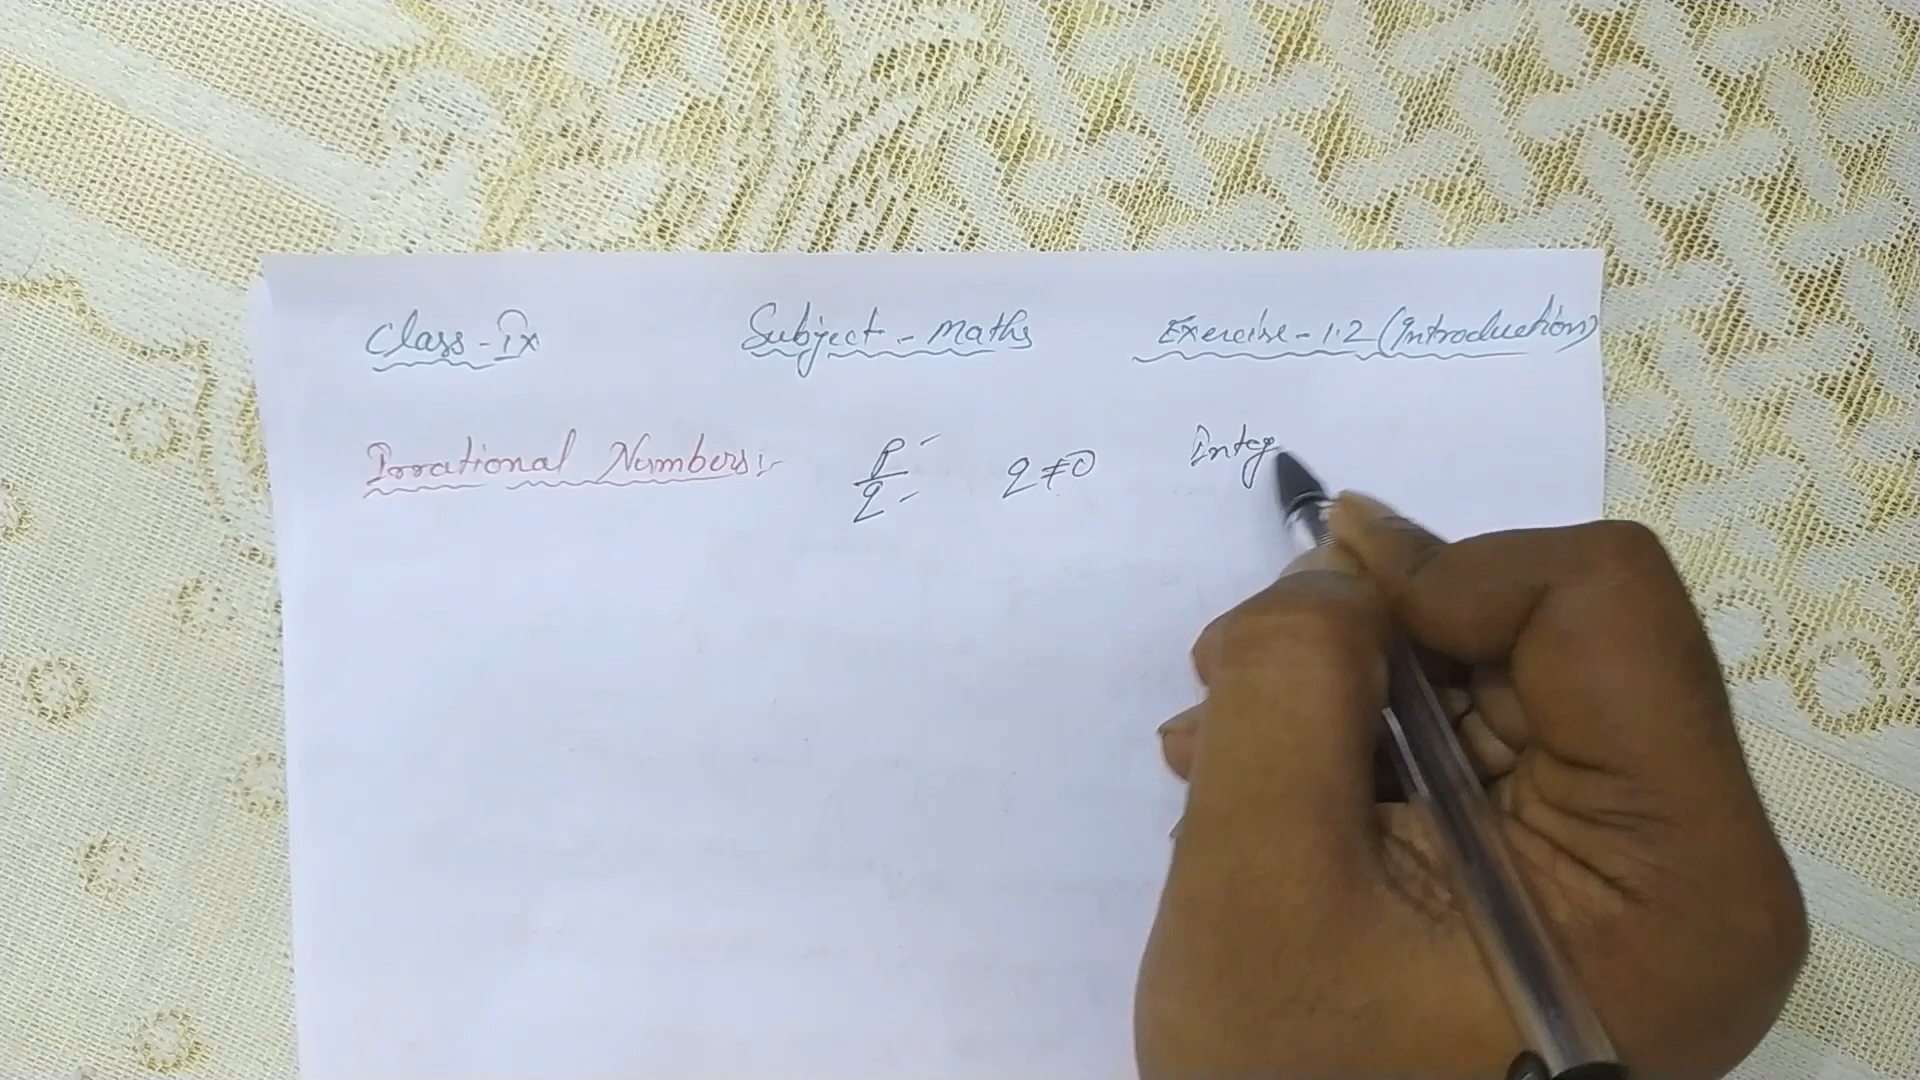 Class-IX Subject-Maths Exercise-1.2 (Introduction)
Irrational Numbers:- p/q q≠0 Integ